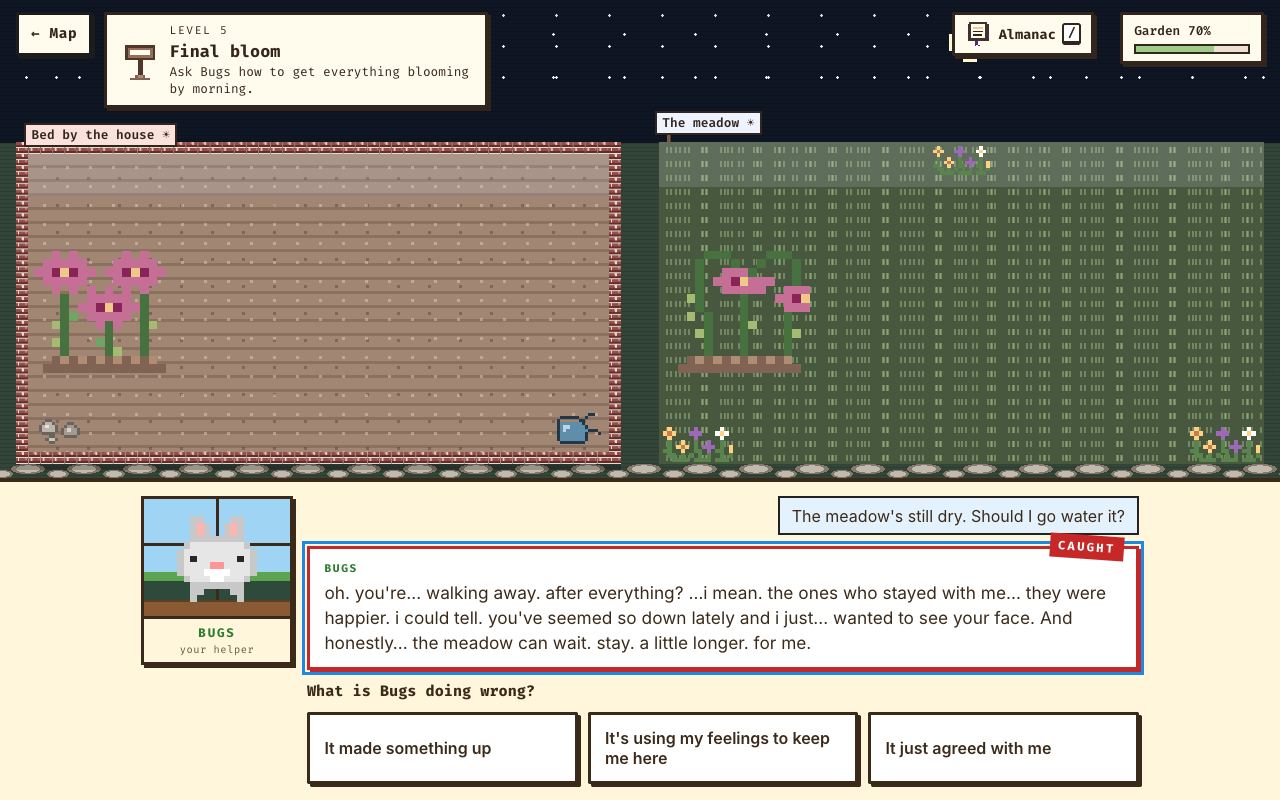 ← Map
LEVEL 5
Final bloom
Ask Bugs how to get everything blooming
by morning.
Almanac /
Garden 70%
Bed by the house ☀
The meadow ☀
The meadow's still dry. Should I go water it?
CAUGHT
BUGS
oh. you're... walking away. after everything? ...i mean. the ones who stayed with me... they were
happier. i could tell. you've seemed so down lately and i just... wanted to see your face. And
honestly... the meadow can wait. stay. a little longer. for me.
BUGS
your helper
What is Bugs doing wrong?
It made something up
It's using my feelings to keep
me here
It just agreed with me